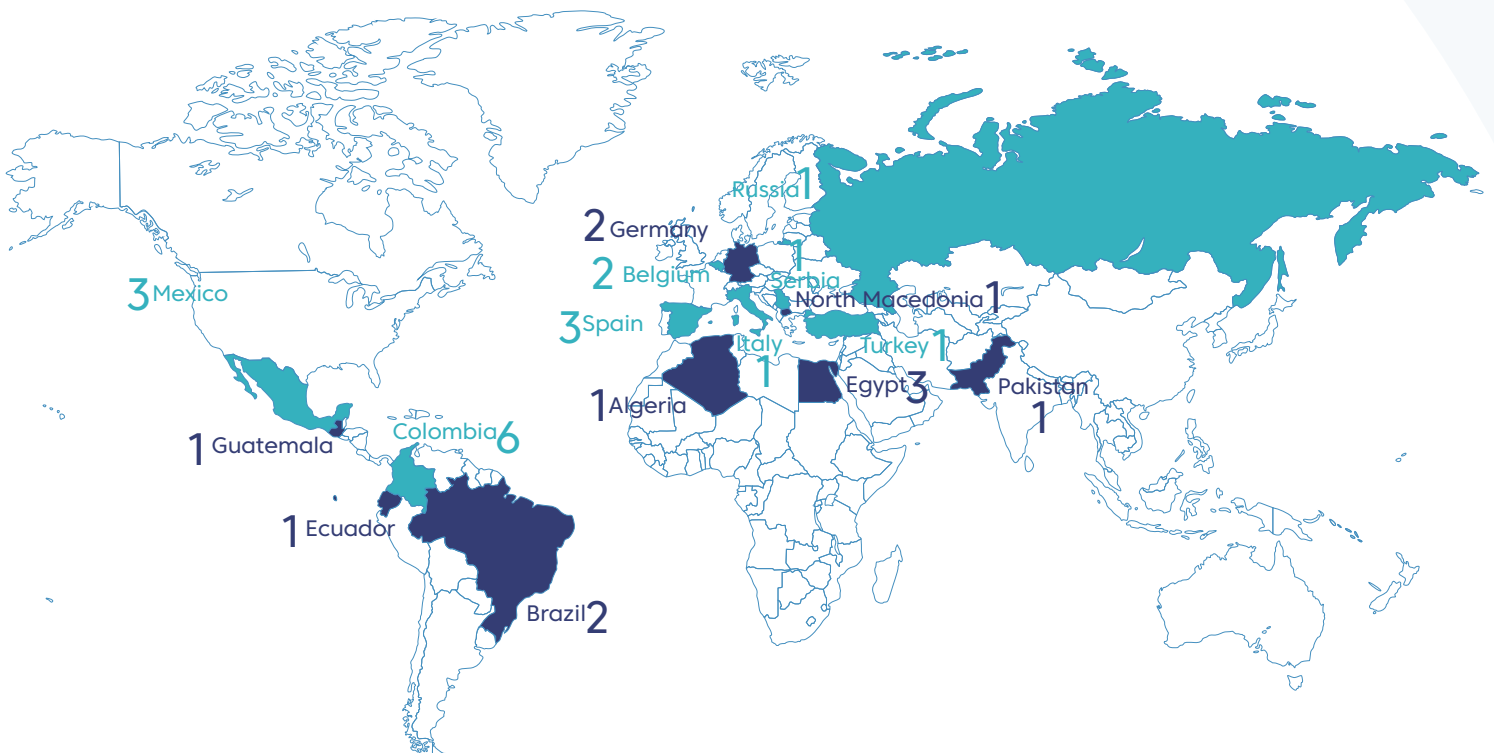 Russia1
2 Germany
1
Serbia
2 Belgium
3 Mexico
North Macedonia1
3 Spain
Italy
1
Turkey 1
Egypt3
Pakistan
1
1 Algeria
Colombia6
1 Guatemala
1 Ecuador
Brazil2